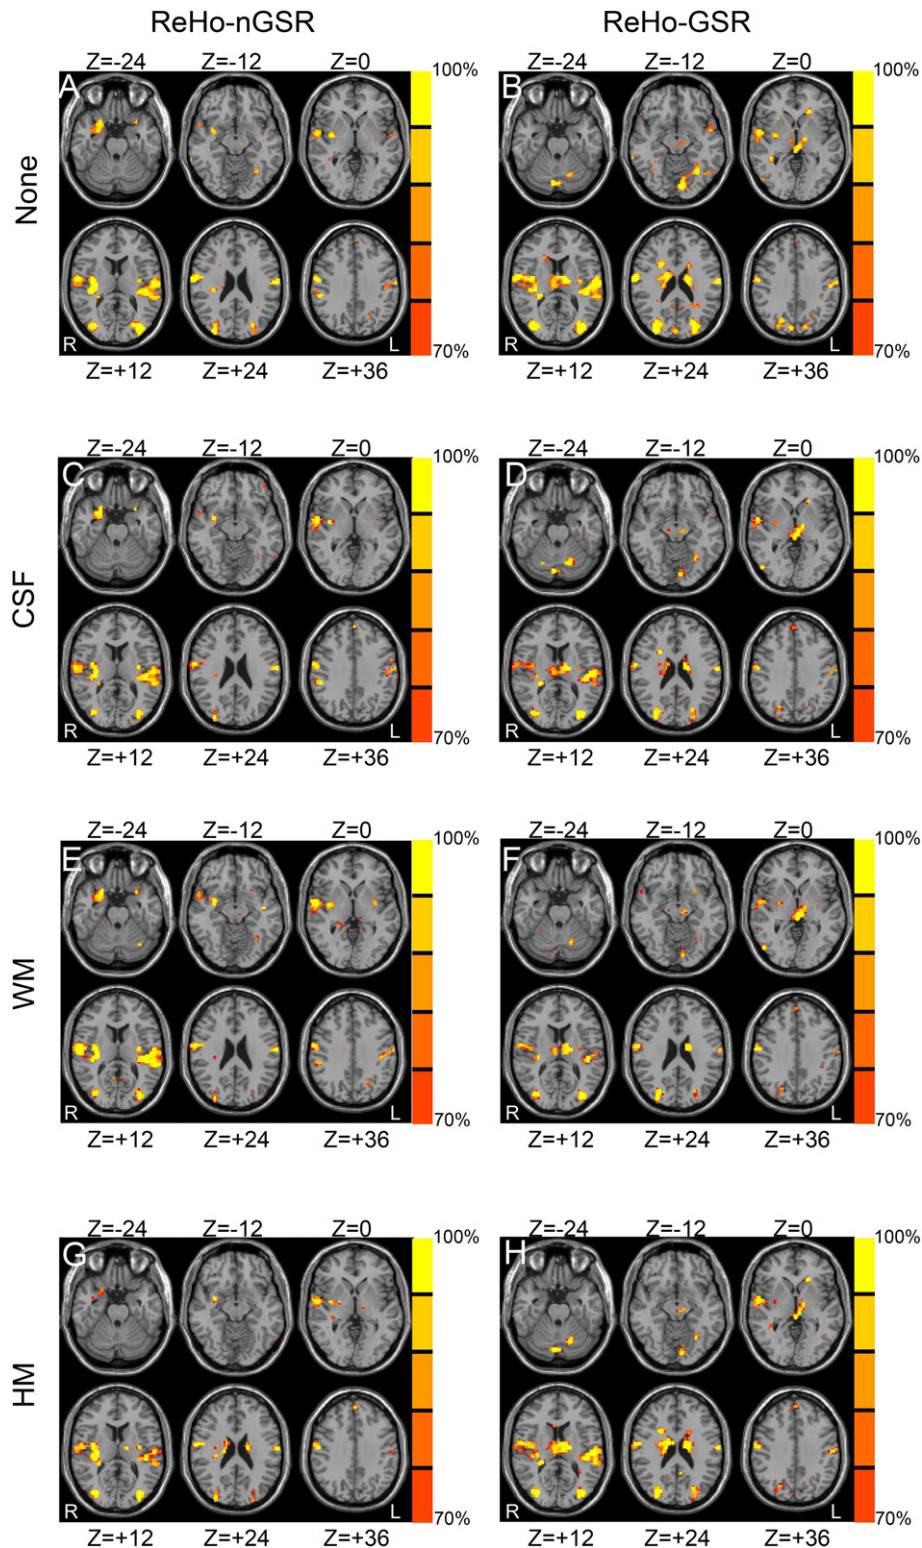 ReHo-nGSR ReHo-GSR
None
Z=-24 Z=-12 Z=0
A
100%
R L
70%
Z=+12 Z=+24 Z=+36
Z=-24 Z=-12 Z=0
B
100%
R L
70%
Z=+12 Z=+24 Z=+36
CSF
Z=-24 Z=-12 Z=0
C
100%
R L
70%
Z=+12 Z=+24 Z=+36
Z=-24 Z=-12 Z=0
D
100%
R L
70%
Z=+12 Z=+24 Z=+36
WM
Z=-24 Z=-12 Z=0
E
100%
R L
70%
Z=+12 Z=+24 Z=+36
Z=-24 Z=-12 Z=0
F
100%
R L
70%
Z=+12 Z=+24 Z=+36
HM
Z=-24 Z=-12 Z=0
G
100%
R L
70%
Z=+12 Z=+24 Z=+36
Z=-24 Z=-12 Z=0
H
100%
R L
70%
Z=+12 Z=+24 Z=+36